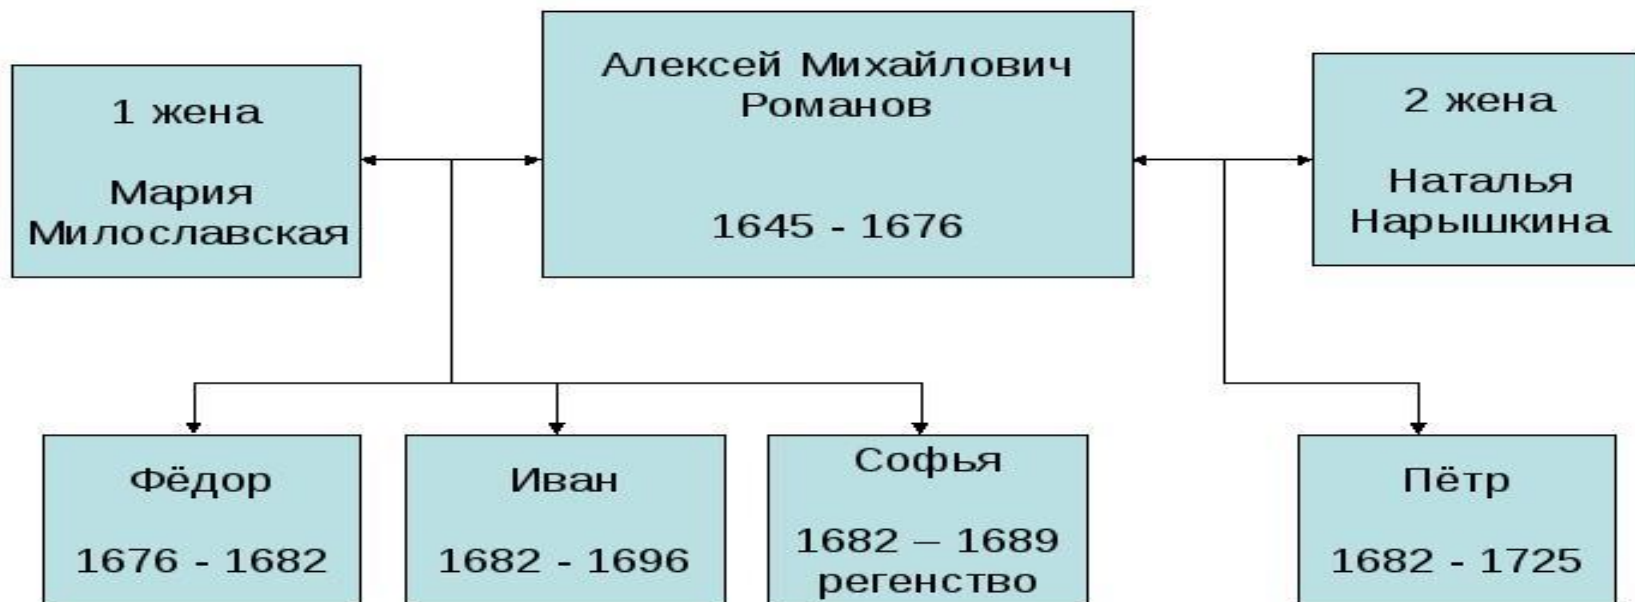 1 жена
Мария
Милославская
Алексей Михайлович
Романов
1645 - 1676
2 жена
Наталья
Нарышкина
Фёдор
1676 - 1682
Иван
1682 - 1696
Софья
1682 – 1689
регенство
Пётр
1682 - 1725